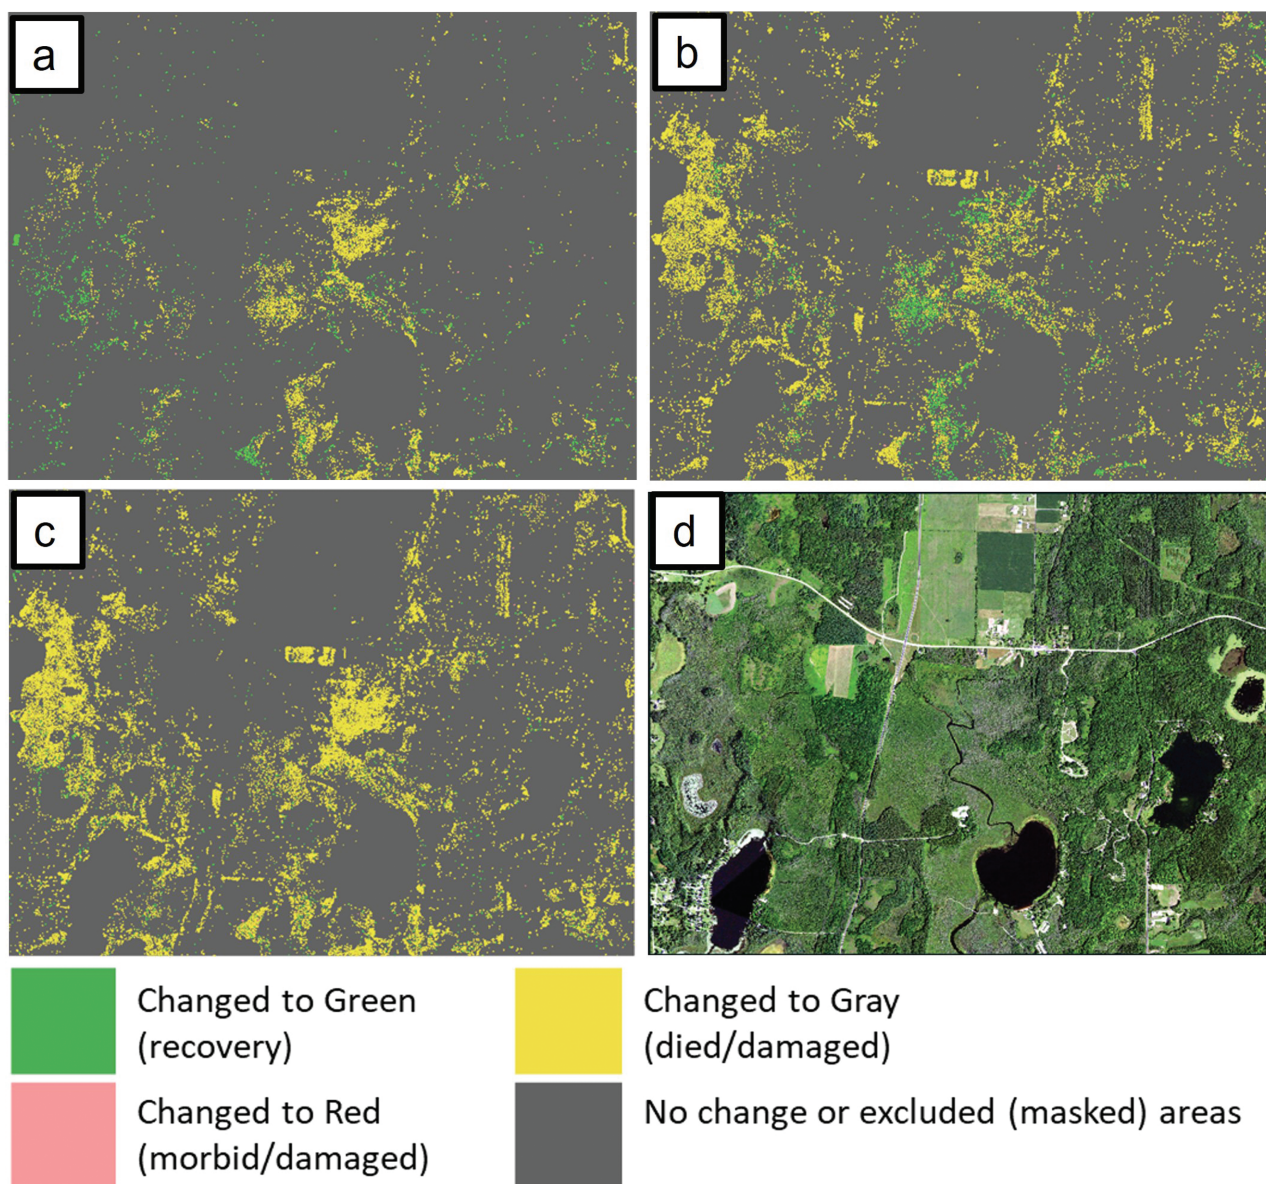 a
b
c
d
Changed to Green
(recovery)
Changed to Gray
(died/damaged)
Changed to Red
(morbid/damaged)
No change or excluded (masked) areas